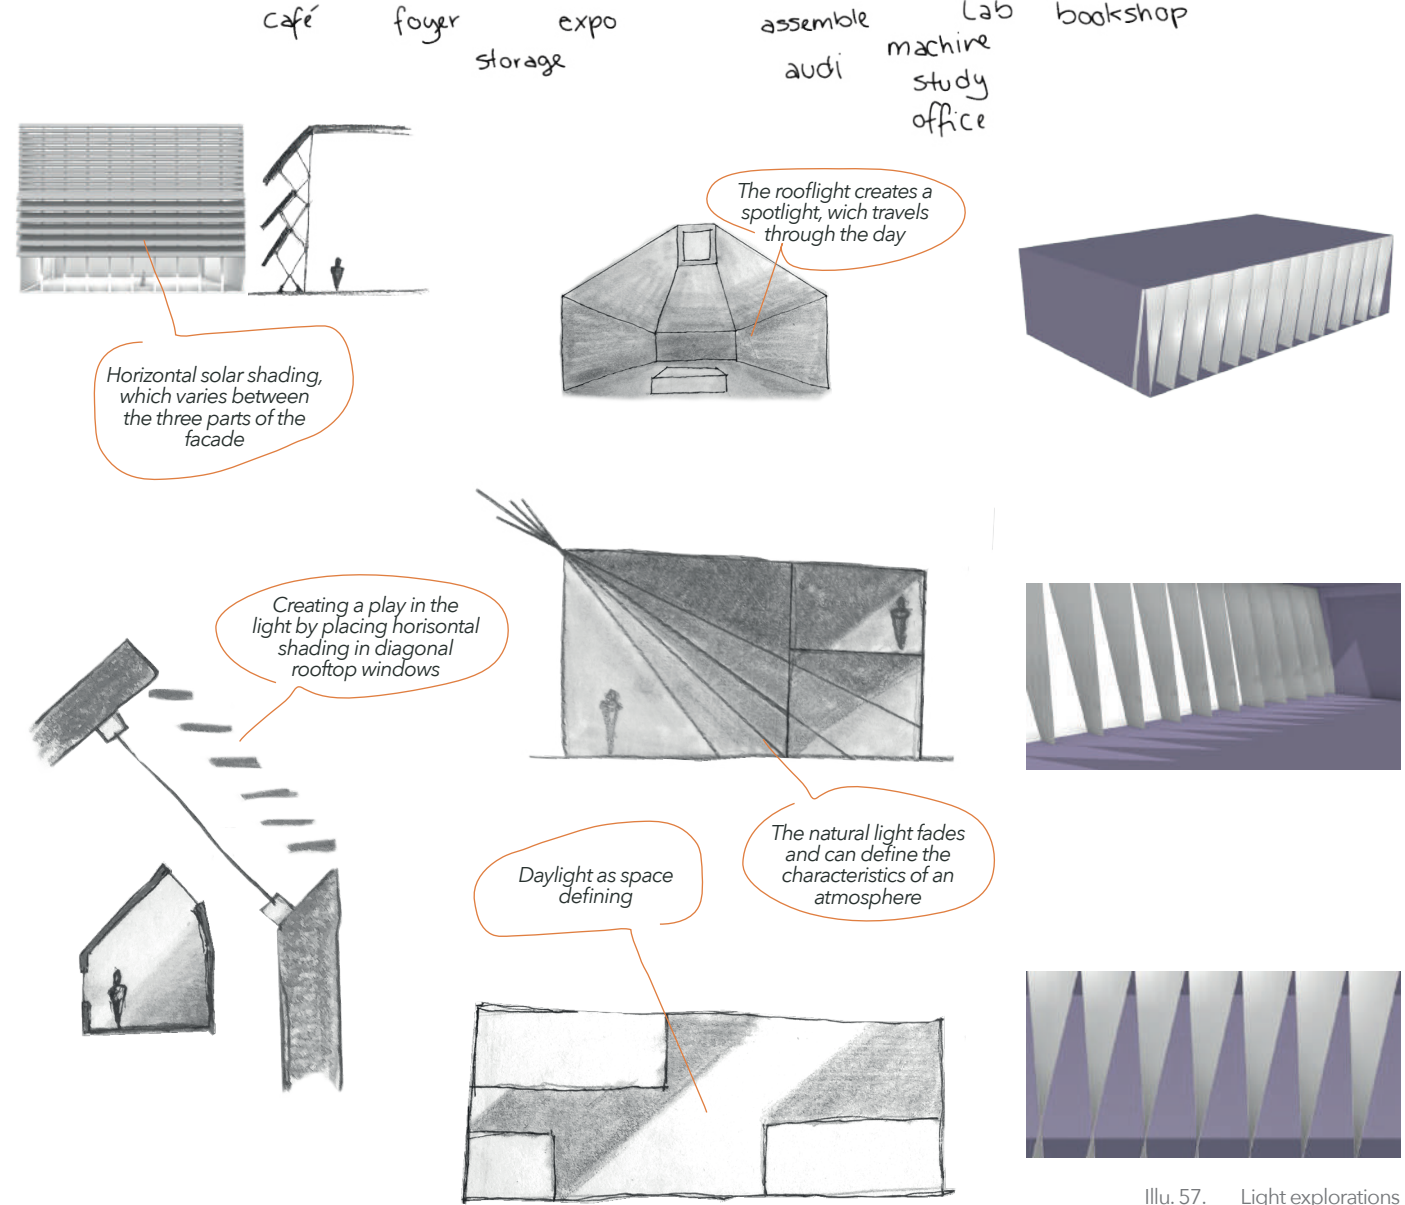 café foyer expo assemble Lab bookshop
storage audi machine
study
office
The rooflight creates a
spotlight, wich travels
through the day
Horizontal solar shading,
which varies between
the three parts of the
facade
Creating a play in the
light by placing horisontal
shading in diagonal
rooftop windows
The natural light fades
and can define the
characteristics of an
atmosphere
Daylight as space
defining
Illu. 57. Light explorations